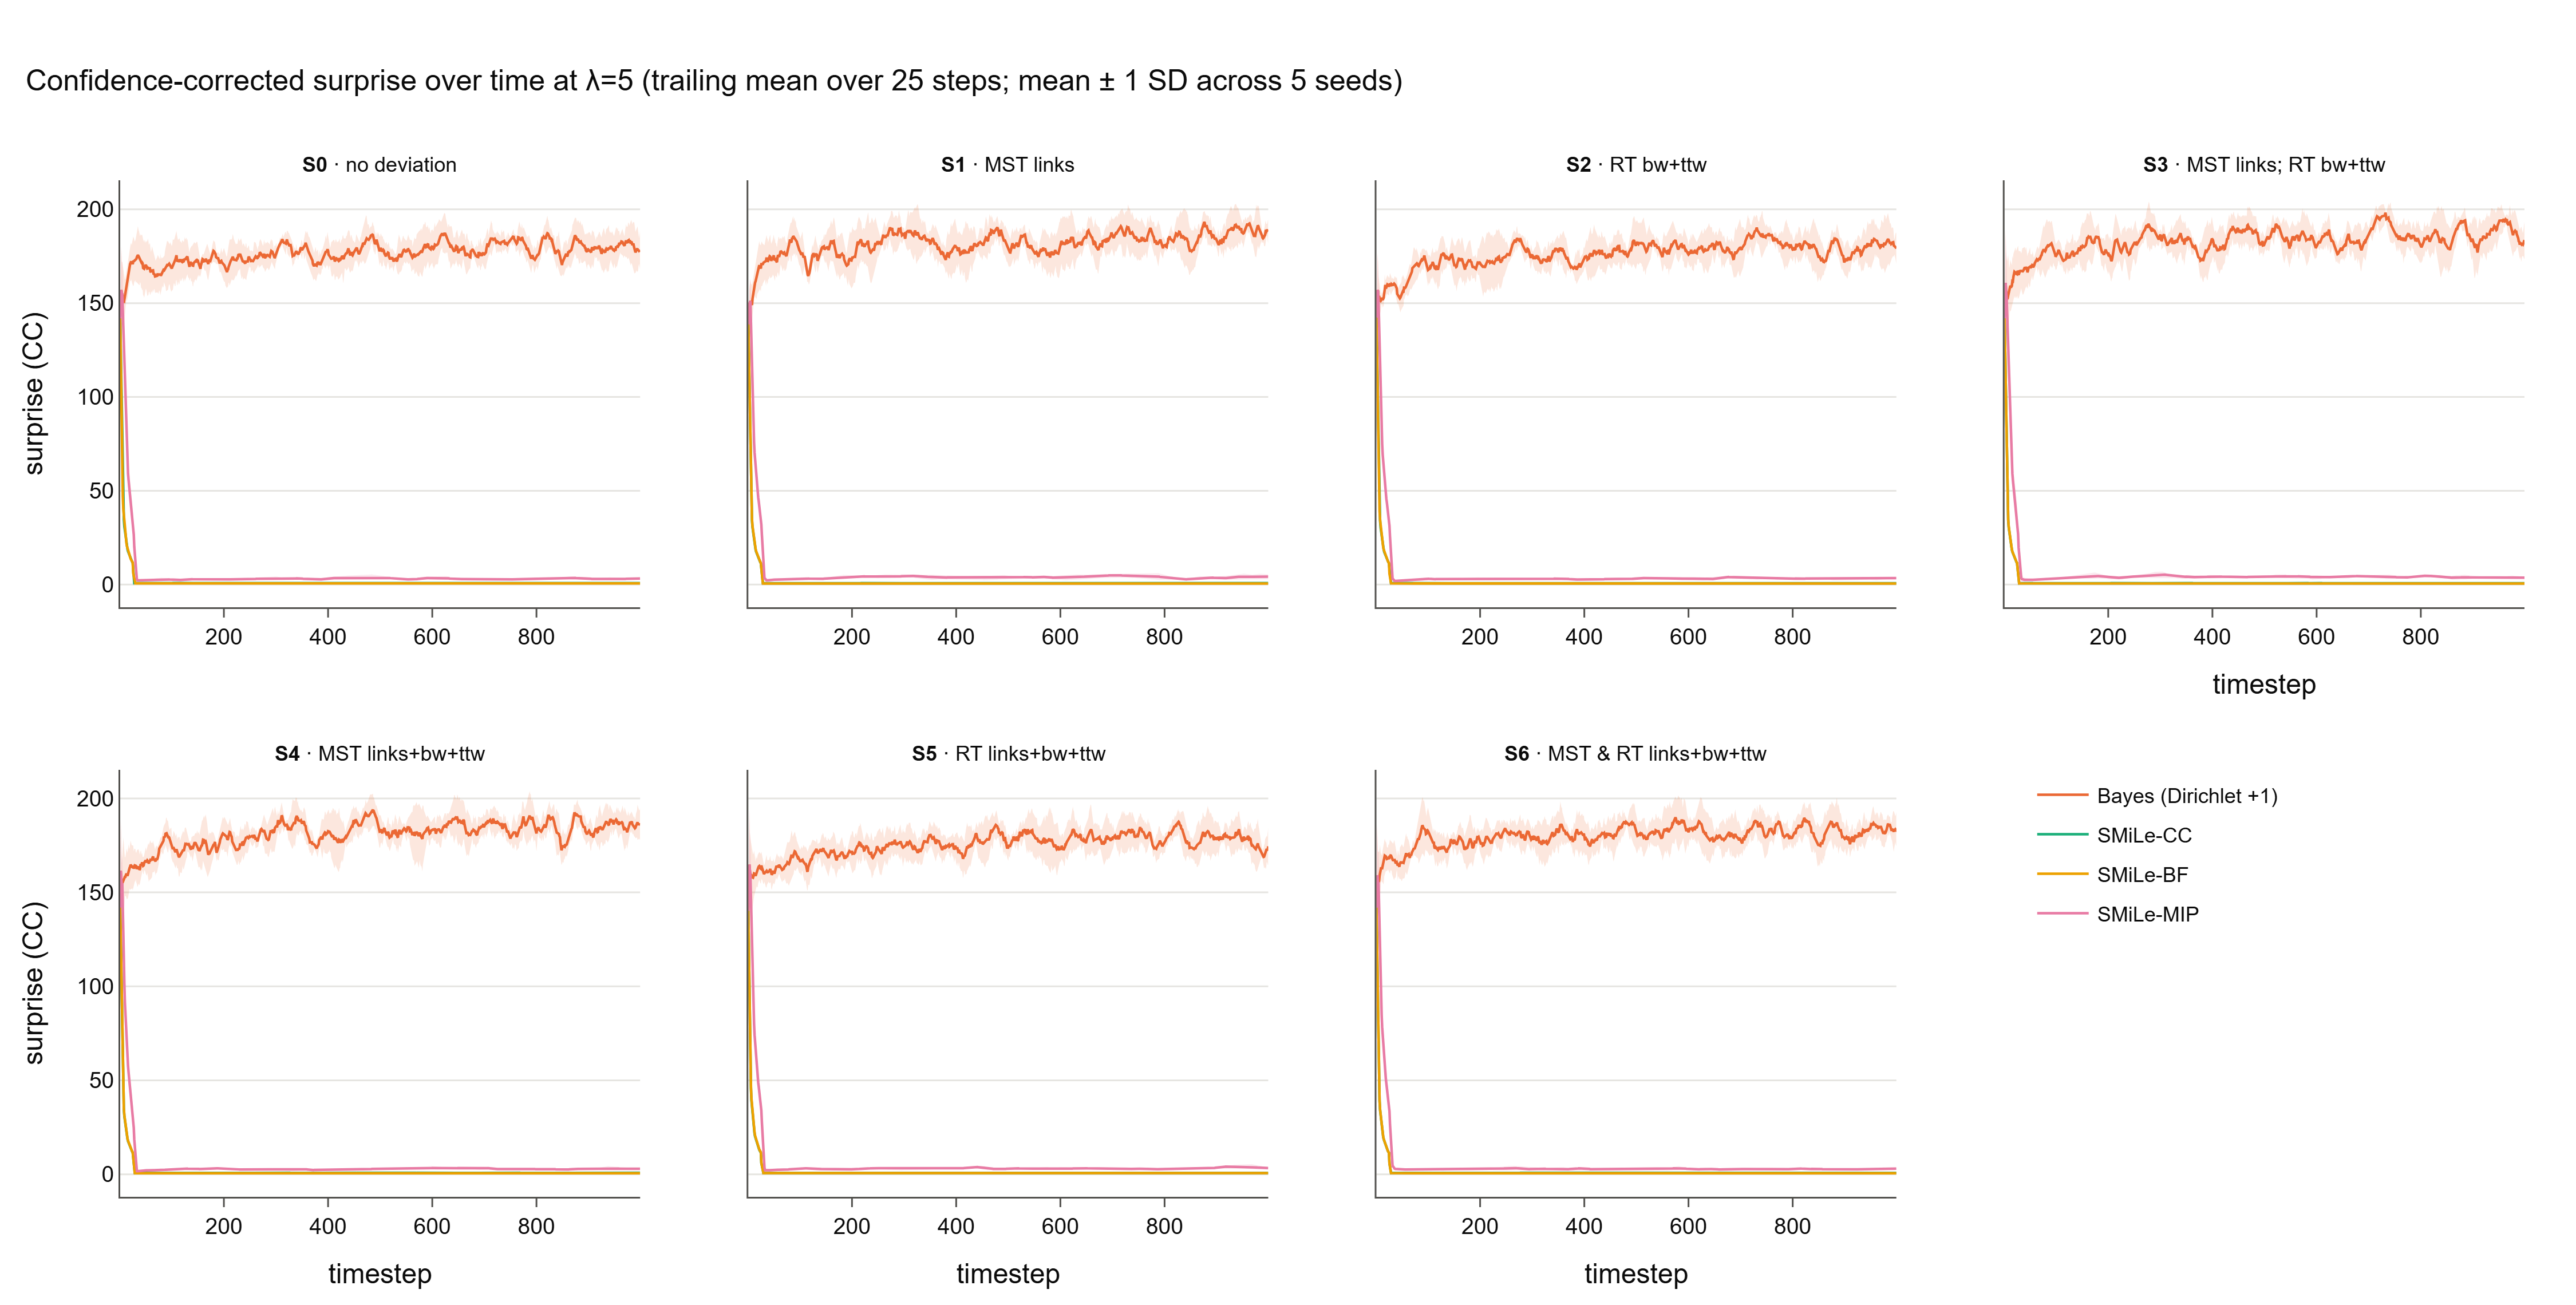 Confidence-corrected surprise over time at λ=5 (trailing mean over 25 steps; mean ± 1 SD across 5 seeds)
S0 · no deviation
S1 · MST links
S2 · RT bw+ttw
S3 · MST links; RT bw+ttw
surprise (CC)
200
150
100
50
0
200 400 600 800
200 400 600 800
200 400 600 800
200 400 600 800
timestep
S4 · MST links+bw+ttw
S5 · RT links+bw+ttw
S6 · MST & RT links+bw+ttw
surprise (CC)
200
150
100
50
0
200 400 600 800
200 400 600 800
200 400 600 800
timestep
timestep
timestep
Bayes (Dirichlet +1)
SMiLe-CC
SMiLe-BF
SMiLe-MIP